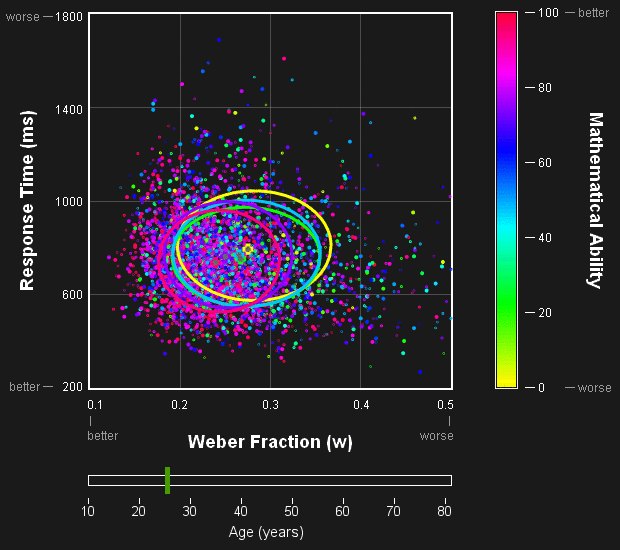 worse
1800
1400
1000
600
200
better
Response Time (ms)
0.1
0.2
0.3
0.4
0.5
better
worse
Weber Fraction (w)
100
80
60
40
20
0
better
worse
Mathematical Ability
10
20
30
40
50
60
70
80
Age (years)